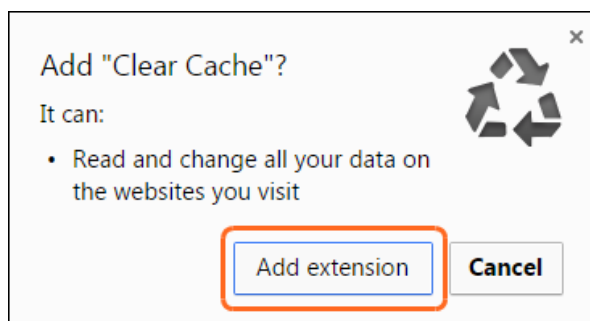 Add "Clear Cache"?
It can:
• Read and change all your data on
the websites you visit
Add extension
Cancel